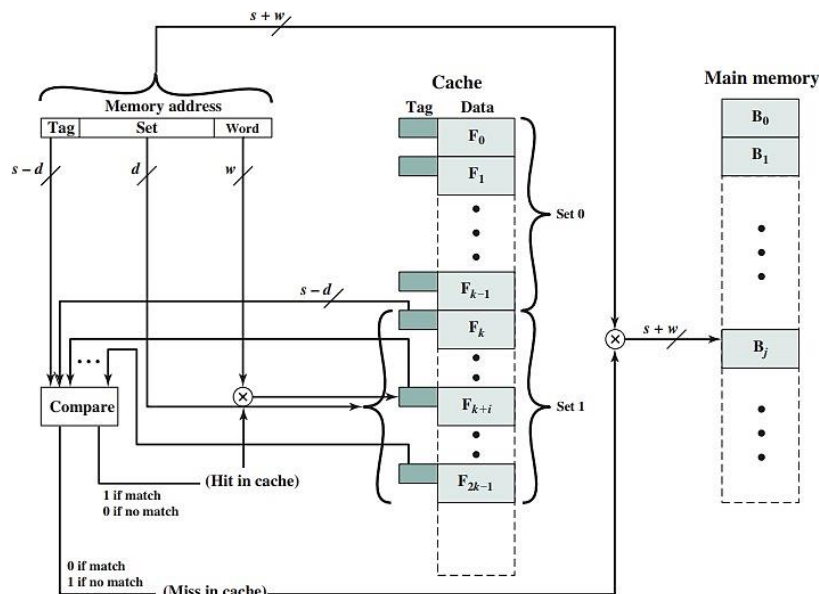 s + w
Cache
Main memory
Memory address
Tag Data
Tag Set Word
F0
B0
s – d
d
w
F1
B1
Set 0
s – d
Fk–1
Fk
s + w
Bj
Compare
Fk+i
Set 1
(Hit in cache)
F2k–1
1 if match
0 if no match
0 if match
1 if no match
(Miss in cache)